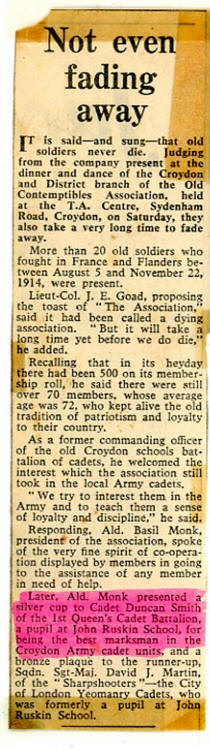 Not even
fading
away
IT is said—and sung—that old
soldiers never die. Judging
from the company present at the
dinner and dance of the Croydon
and District branch of the Old
Contemptibles Association, held
at the T.A. Centre, Sydenham
Road, Croydon, on Saturday, they
also take a very long time to fade
away.
More than 20 old soldiers who
fought in France and Flanders be-
tween August 5 and November 22,
1914, were present.
Lieut-Col. J. E. Goad, proposing
the toast of "The Association,"
said it had been called a dying
association. "But it will take a
long time yet before we do die,"
he added.
Recalling that in its heyday
there had been 500 on its member-
ship roll, he said there were still
over 70 members, whose average
age was 72, who kept alive the old
tradition of patriotism and loyalty
to their country.
As a former commanding officer
of the old Croydon schools bat-
talion of cadets, he welcomed the
interest which the association still
took in the local Army cadets.
"We try to interest them in the
Army and to teach them a sense
of loyalty and discipline," he said.
Responding, Ald. Basil Monk,
president of the association, spoke
of the very fine spirit of co-opera-
tion displayed by members in going
to the assistance of any member
in need of help.
Later, Ald. Monk presented a
silver cup to Cadet Duncan Smith
of the 1st Queen's Cadet Battalion,
a pupil at John Ruskin School, for
being the best marksman in the
Croydon Army cadet units, and a
bronze plaque to the runner-up,
Sqdn. Sgt-Maj. David J. Martin,
of the "Sharpshooters"—the City
of London Yeomanry Cadets, who
was formerly a pupil at John
Ruskin School.